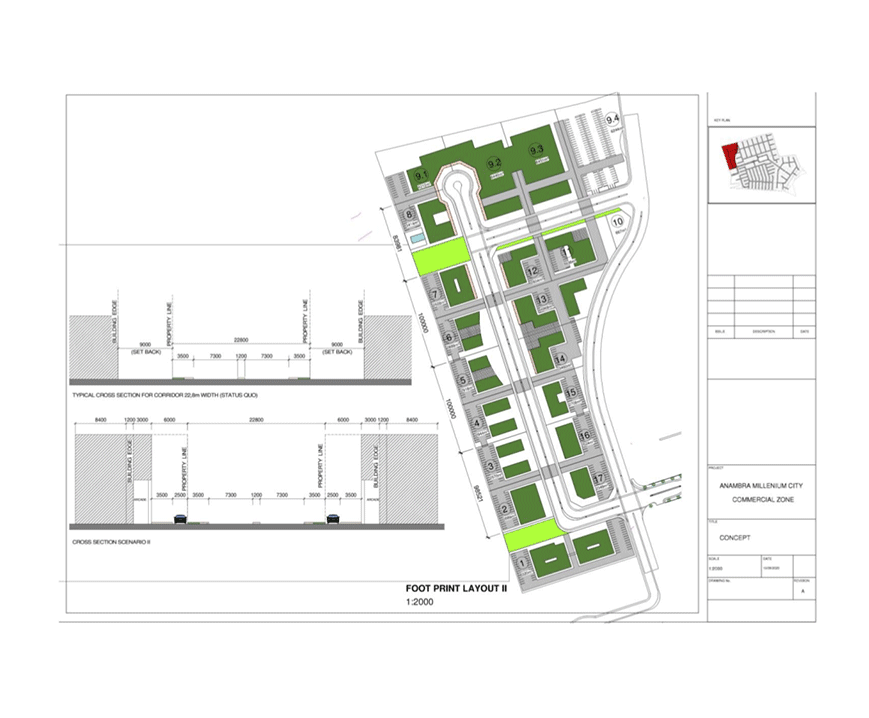 KEY PLAN
9.4
9.3
9.2
9.1
8
10
11
7
12
13
6
14
5
15
4
16
3
17
2
1
83981
100000
100000
98521
BUILDING EDGE
PROPERTY LINE
PROPERTY LINE
BUILDING EDGE
22800
9000
(SET BACK)
9000
(SET BACK)
3500 7300 1200 7300 3500
TYPICAL CROSS SECTION FOR CORRIDOR 22,8m WIDTH (STATUS QUO)
8400 1200 3000 6000 22800 6000 3000 1200 8400
BUILDING EDGE
PROPERTY LINE
PROPERTY LINE
BUILDING EDGE
ARCADE
ARCADE
3500 2500 3500 7300 1200 7300 3500 2500 3500
CROSS SECTION SCENARIO II
FOOT PRINT LAYOUT II
1:2000
DESCRIPTION DATE
PROJECT
ANAMBRA MILLENIUM CITY
COMMERCIAL ZONE
TITLE
CONCEPT
SCALE DATE
1:2000
DRAWING No. REVISION
A